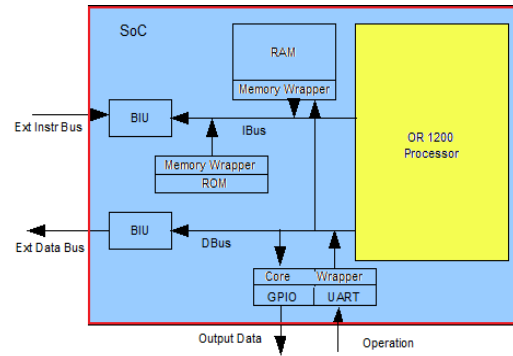 SoC
RAM
Memory Wrapper
BIU
Ext Instr Bus
IBus
OR 1200
Processor
Memory Wrapper
ROM
BIU
Ext Data Bus
DBus
Core Wrapper
GPIO UART
Output Data
Operation